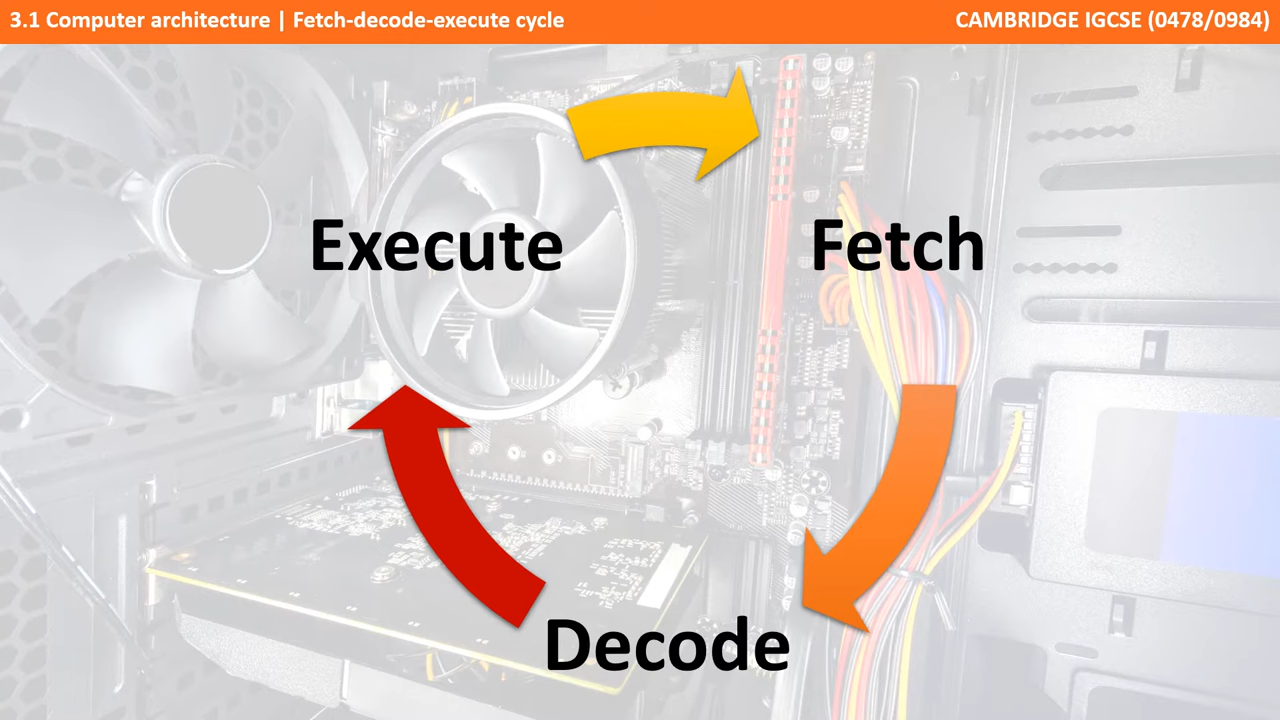 3.1 Computer architecture | Fetch-decode-execute cycle
CAMBRIDGE IGCSE (0478/0984)
Execute
Fetch
Decode